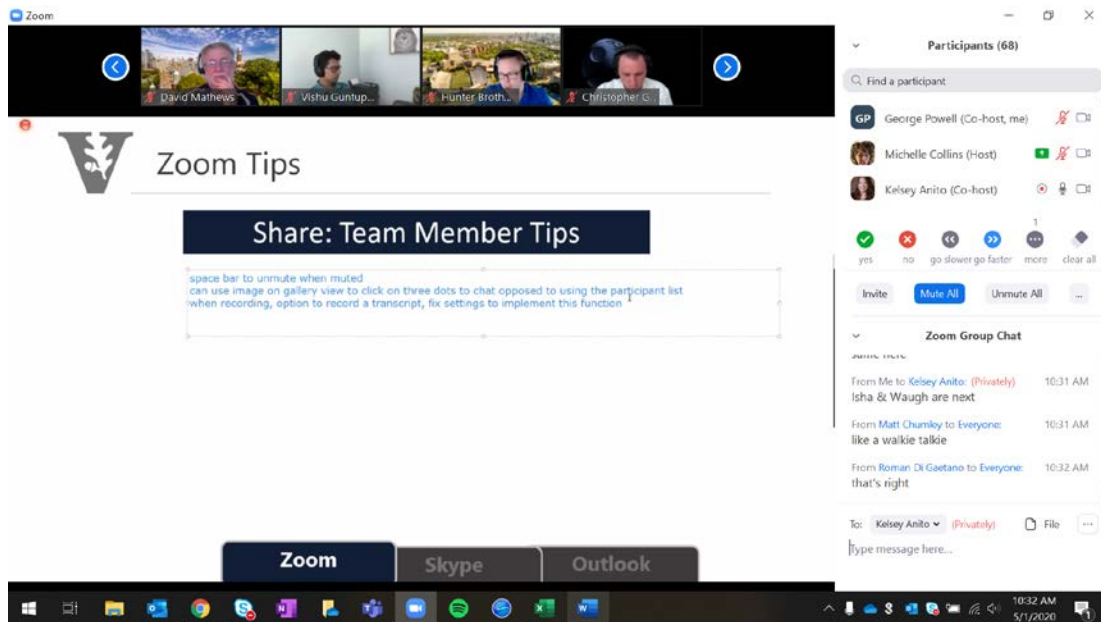 Zoom
David Mathews
Vishu Guntup...
Hunter Broth...
Christopher G...
Zoom Tips
Share: Team Member Tips
space bar to unmute when muted
can use image on gallery view to click on three dots to chat opposed to using the participant list
when recording, option to record a transcript, fix settings to implement this function
Zoom
Skype
Outlook
Participants (68)
Find a participant
GP
George Powell (Co-host, me)
Michelle Collins (Host)
Kelsey Anito (Co-host)
1
yes no go slower go faster more clear all
Invite Mute All Unmute All ...
Zoom Group Chat
same here
From Me to Kelsey Anito: (Privately) 10:31 AM
Isha & Waugh are next
From Matt Chumley to Everyone: 10:31 AM
like a walkie talkie
From Roman Di Gaetano to Everyone: 10:32 AM
that's right
To: Kelsey Anito (Privately) File ...
Type message here...
10:32 AM
5/1/2020